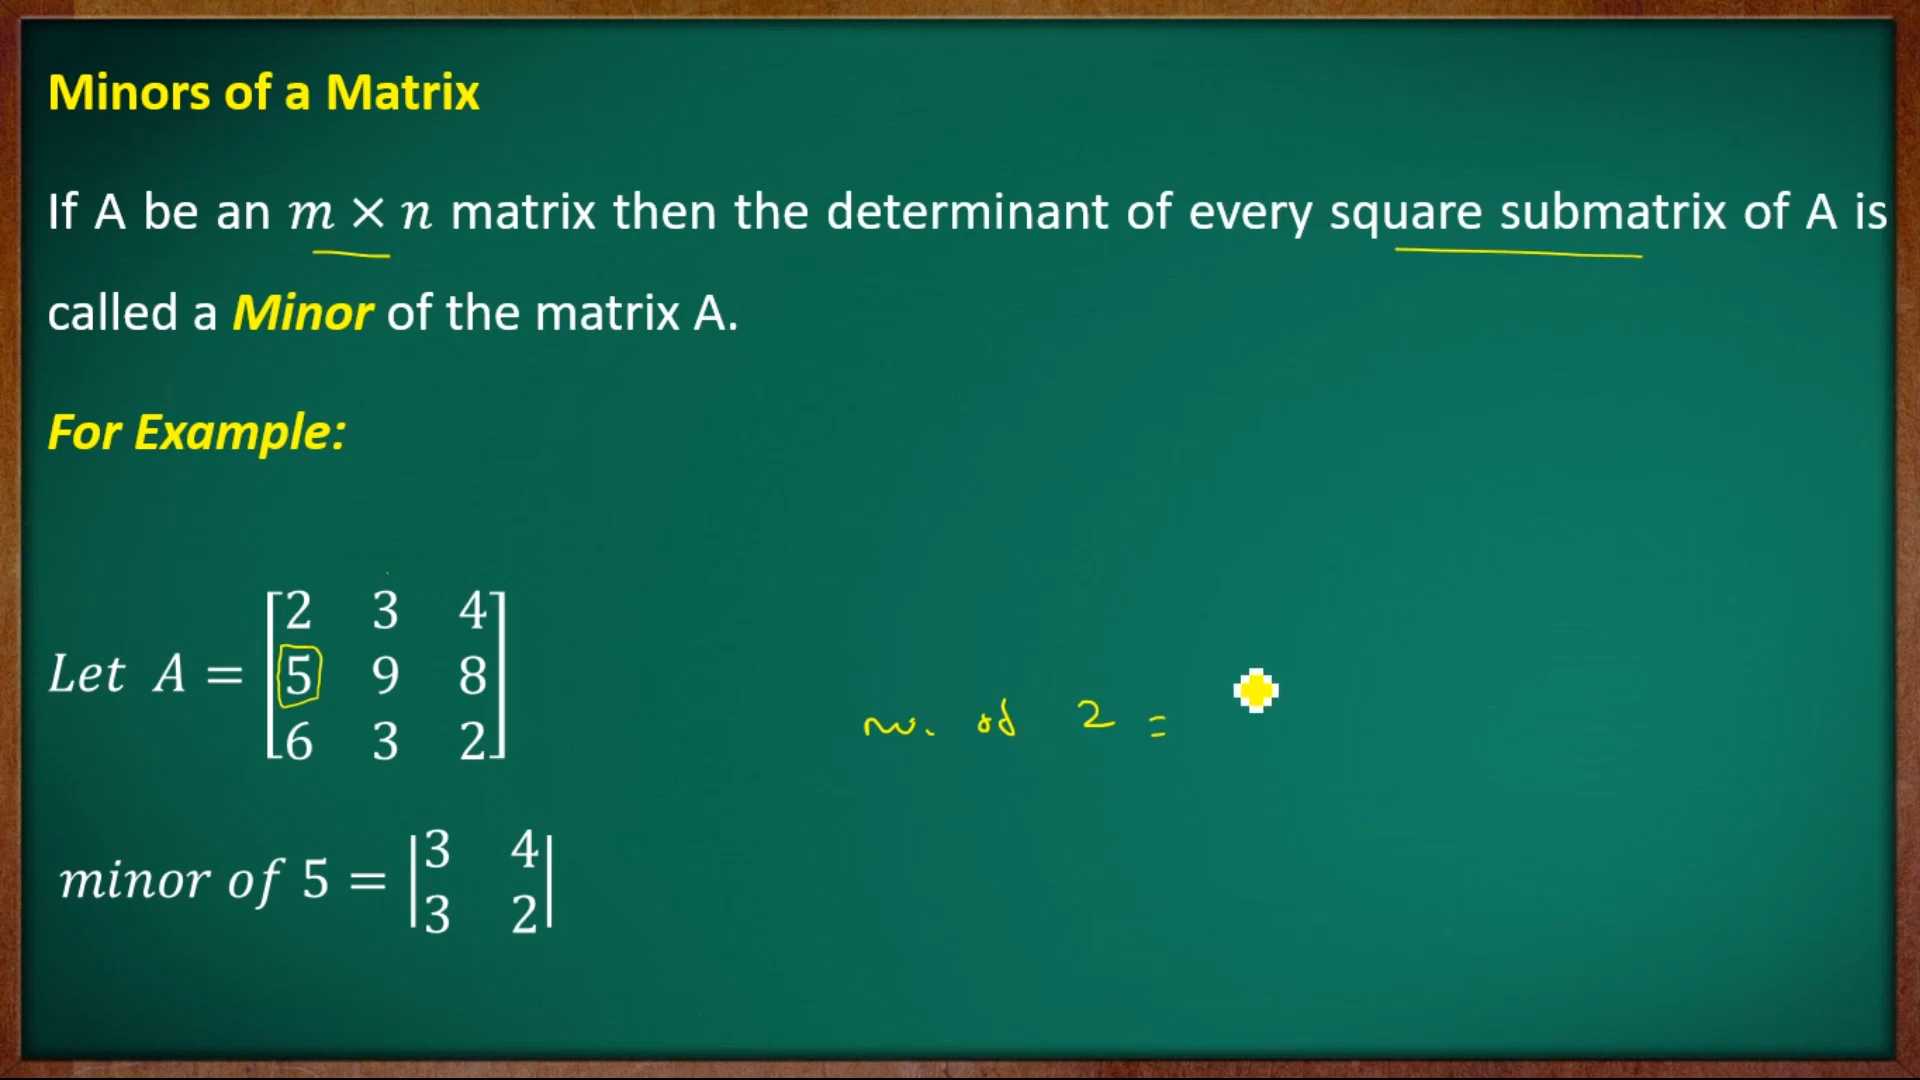 Minors of a Matrix
If A be an m × n matrix then the determinant of every square submatrix of A is
called a Minor of the matrix A.
For Example:
Let A = [2 3 4
5 9 8
6 3 2]
m. of 2 =
minor of 5 = |3 4
3 2|